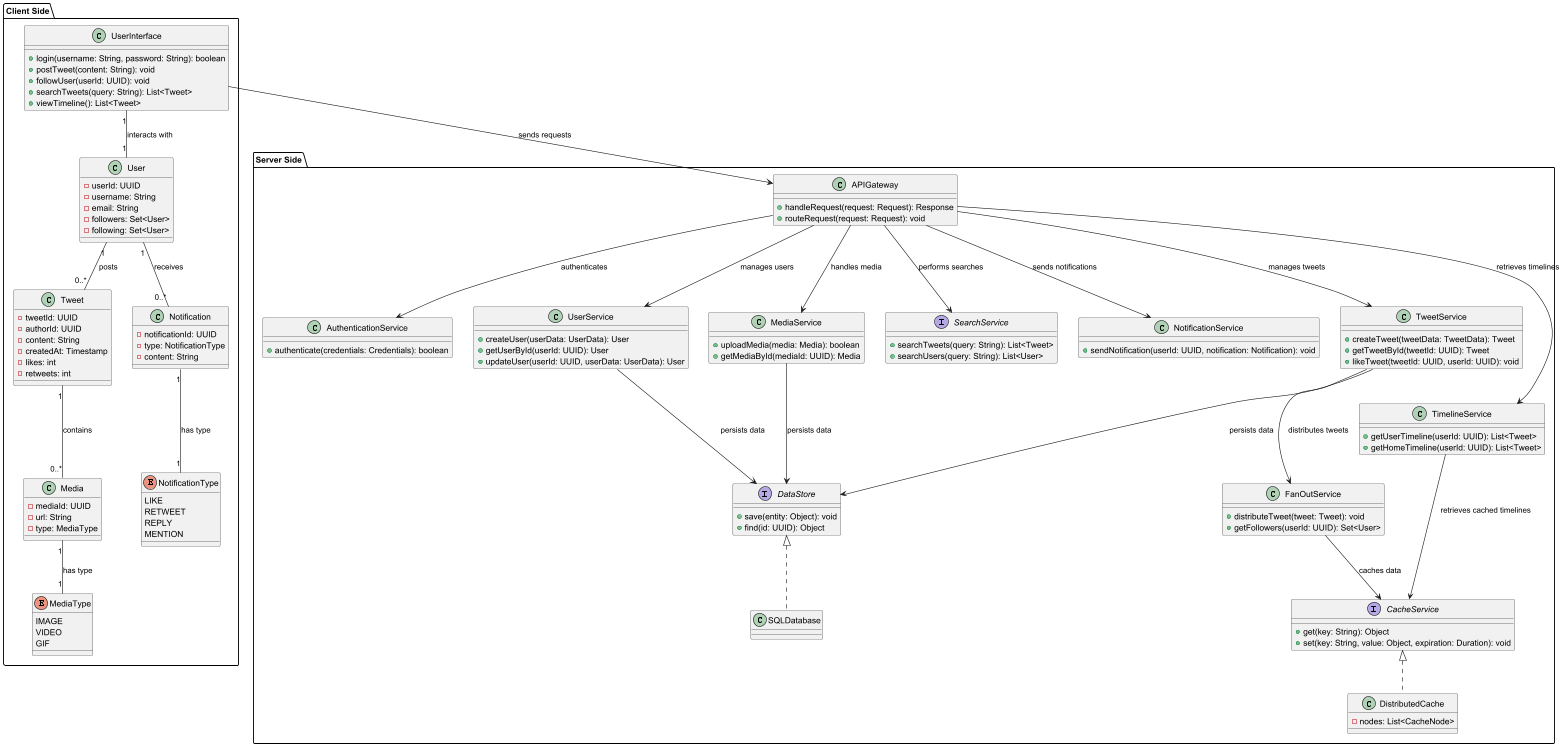 Client Side
C UserInterface
login(username: String, password: String): boolean
postTweet(content: String): void
followUser(userId: UUID): void
searchTweets(query: String): List<Tweet>
viewTimeline(): List<Tweet>
1
interacts with
1
C User
userId: UUID
username: String
email: String
followers: Set<User>
following: Set<User>
1
posts
0..*
1
receives
0..*
C Tweet
tweetId: UUID
authorId: UUID
content: String
createdAt: Timestamp
likes: int
retweets: int
C Notification
notificationId: UUID
type: NotificationType
content: String
1
contains
0..*
1
has type
1
C Media
mediaId: UUID
url: String
type: MediaType
E NotificationType
LIKE
RETWEET
REPLY
MENTION
1
has type
1
E MediaType
IMAGE
VIDEO
GIF
sends requests
Server Side
C APIGateway
handleRequest(request: Request): Response
routeRequest(request: Request): void
authenticates
manages users
handles media
performs searches
sends notifications
manages tweets
retrieves timelines
C AuthenticationService
authenticate(credentials: Credentials): boolean
C UserService
createUser(userData: UserData): User
getUserById(userId: UUID): User
updateUser(userId: UUID, userData: UserData): User
C MediaService
uploadMedia(media: Media): boolean
getMediaById(mediaId: UUID): Media
I SearchService
searchTweets(query: String): List<Tweet>
searchUsers(query: String): List<User>
C NotificationService
sendNotification(userId: UUID, notification: Notification): void
C TweetService
createTweet(tweetData: TweetData): Tweet
getTweetById(tweetId: UUID): Tweet
likeTweet(tweetId: UUID, userId: UUID): void
C TimelineService
getUserTimeline(userId: UUID): List<Tweet>
getHomeTimeline(userId: UUID): List<Tweet>
persists data
persists data
persists data
distributes tweets
I DataStore
save(entity: Object): void
find(id: UUID): Object
C FanOutService
distributeTweet(tweet: Tweet): void
getFollowers(userId: UUID): Set<User>
retrieves cached timelines
caches data
C SQLDatabase
I CacheService
get(key: String): Object
set(key: String, value: Object, expiration: Duration): void
C DistributedCache
nodes: List<CacheNode>